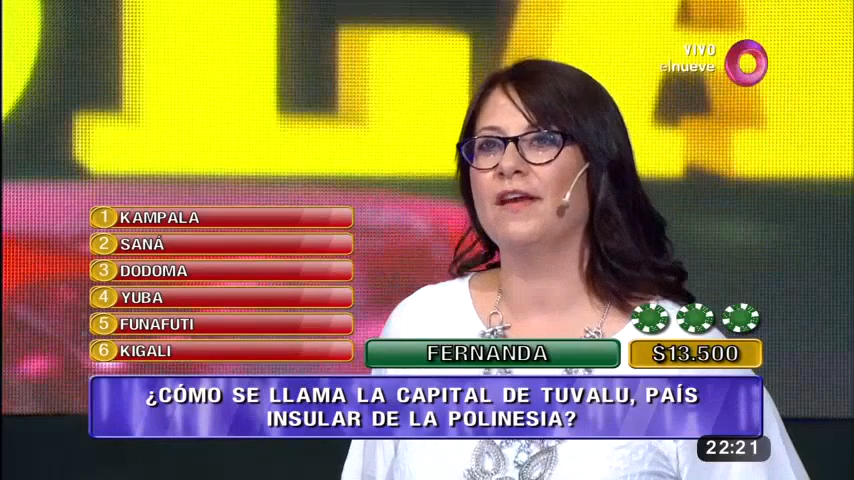 VIVO
elnueve
1 KAMPALA
2 SANÁ
3 DODOMA
4 YUBA
5 FUNAFUTI
6 KIGALI
FERNANDA
$13.500
¿CÓMO SE LLAMA LA CAPITAL DE TUVALU, PAÍS
INSULAR DE LA POLINESIA?
22:21